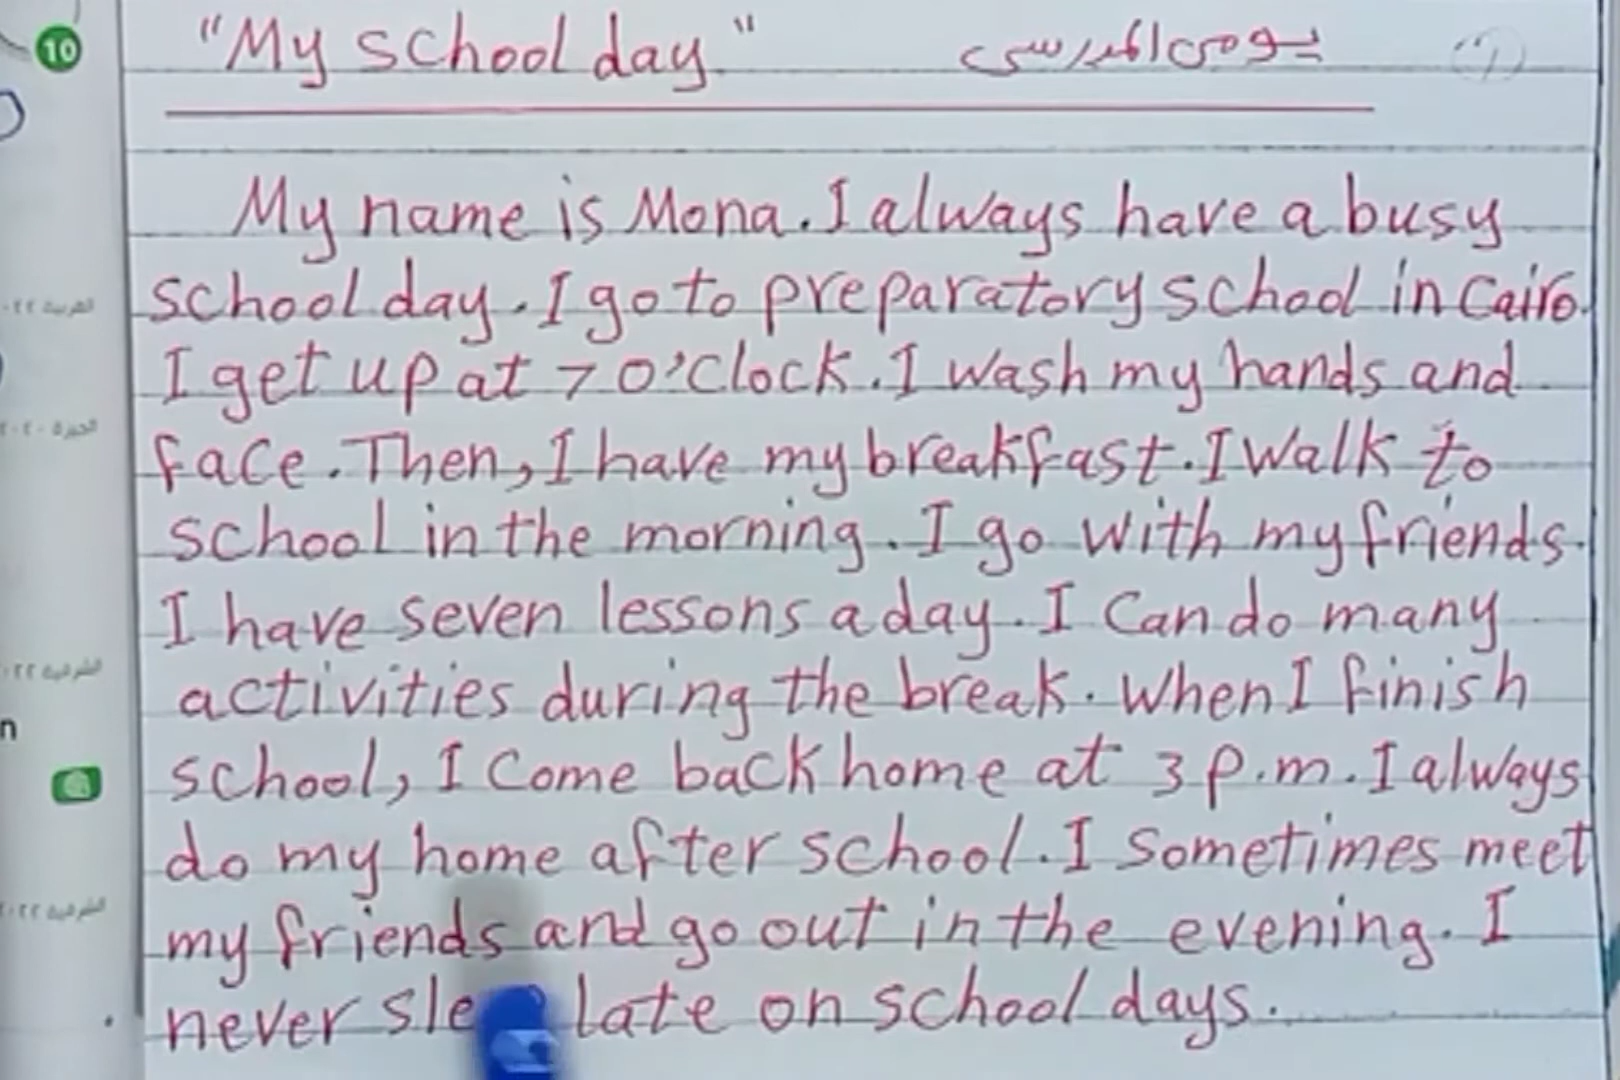 10
"My school day" يومى المدرسى
My name is Mona. I always have a busy
school day. I go to preparatory school in Cairo.
I get up at 7 O'Clock. I wash my hands and
face. Then, I have my breakfast. I walk to
school in the morning. I go with my friends.
I have seven lessons a day. I Can do many
activities during the break. When I finish
school, I Come back home at 3 p.m. I always
do my home after school. I sometimes meet
my friends and go out in the evening. I
never late on school days.